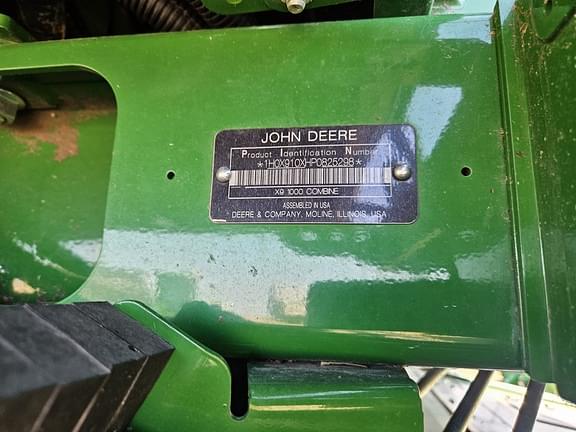 JOHN DEERE
Product Identification Number
*1H0X910XHP0825298*
X9 1000 COMBINE
ASSEMBLED IN USA
DEERE & COMPANY, MOLINE, ILLINOIS, USA